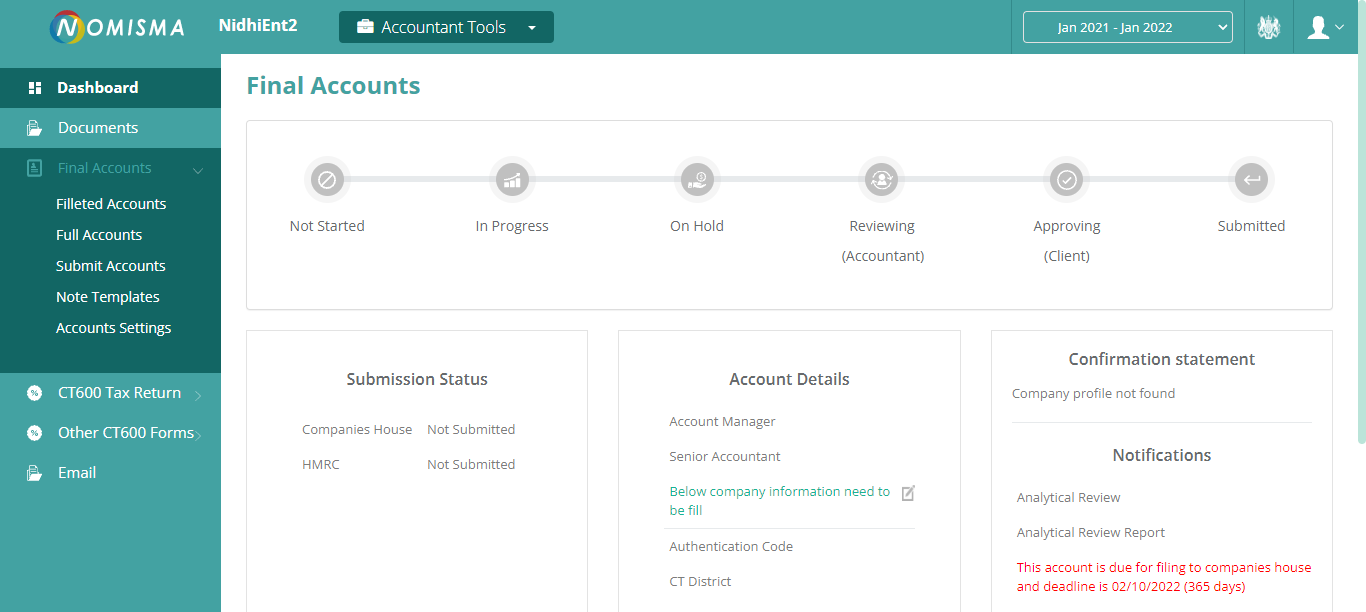 NOMISMA
NidhiEnt2
Accountant Tools
Jan 2021 - Jan 2022
Dashboard
Documents
Final Accounts
Filleted Accounts
Full Accounts
Submit Accounts
Note Templates
Accounts Settings
CT600 Tax Return
Other CT600 Forms
Email
Final Accounts
Not Started
In Progress
On Hold
Reviewing
(Accountant)
Approving
(Client)
Submitted
Submission Status
Companies House Not Submitted
HMRC Not Submitted
Account Details
Account Manager
Senior Accountant
Below company information need to
be fill
Authentication Code
CT District
Confirmation statement
Company profile not found
Notifications
Analytical Review
Analytical Review Report
This account is due for filing to companies house
and deadline is 02/10/2022 (365 days)